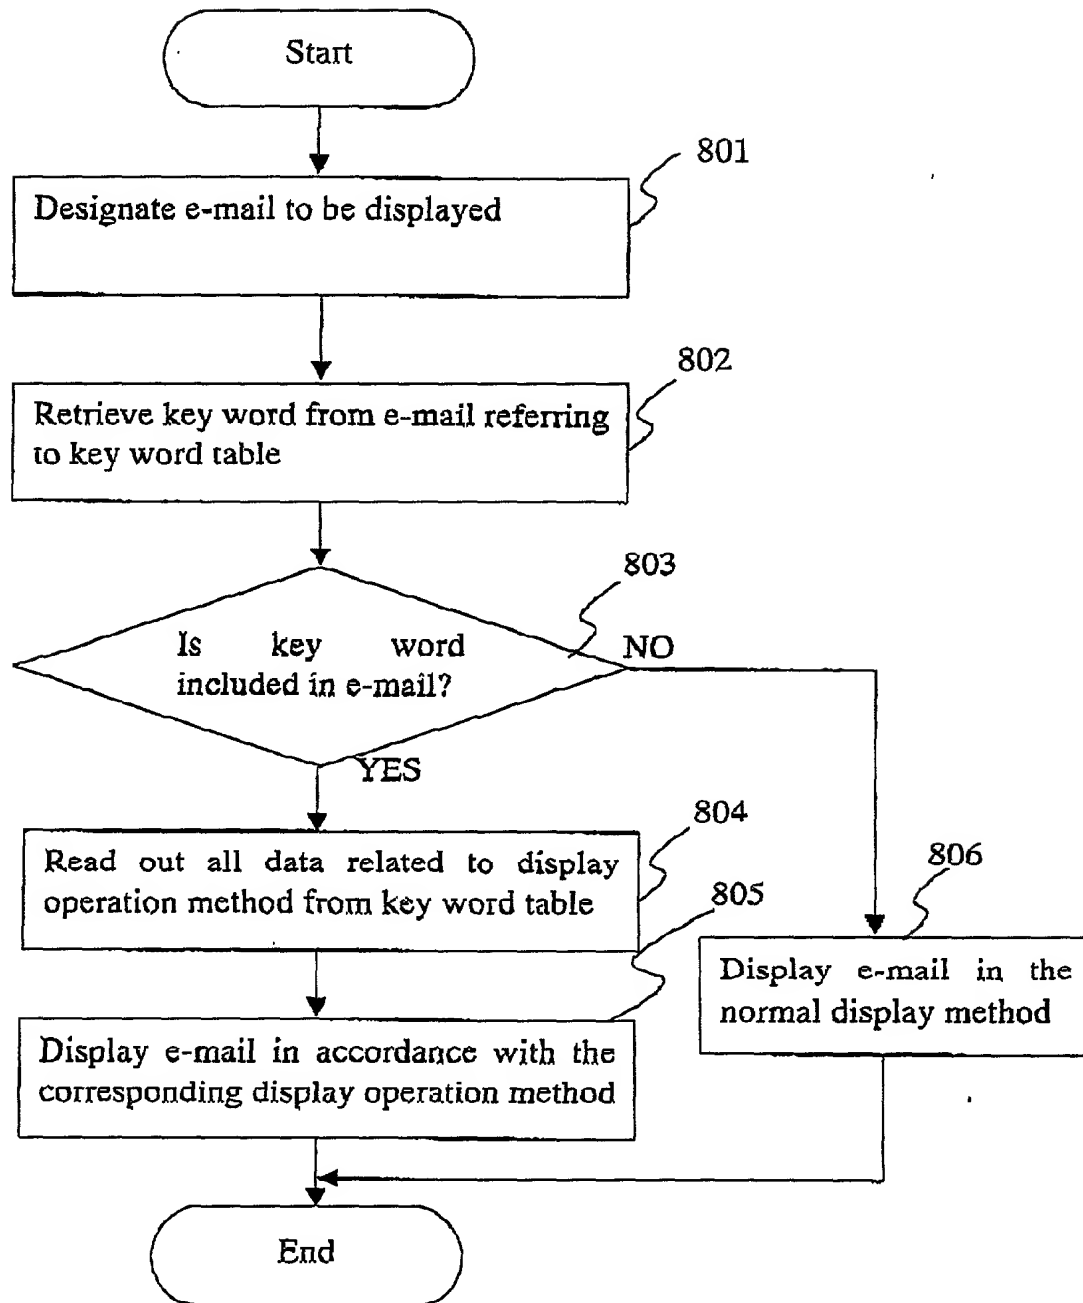 Start
801
Designate e-mail to be displayed
802
Retrieve key word from e-mail referring
to key word table
803
Is key word
included in e-mail?
NO
YES
804
Read out all data related to display
operation method from key word table
805
806
Display e-mail in the
normal display method
Display e-mail in accordance with the
corresponding display operation method
End